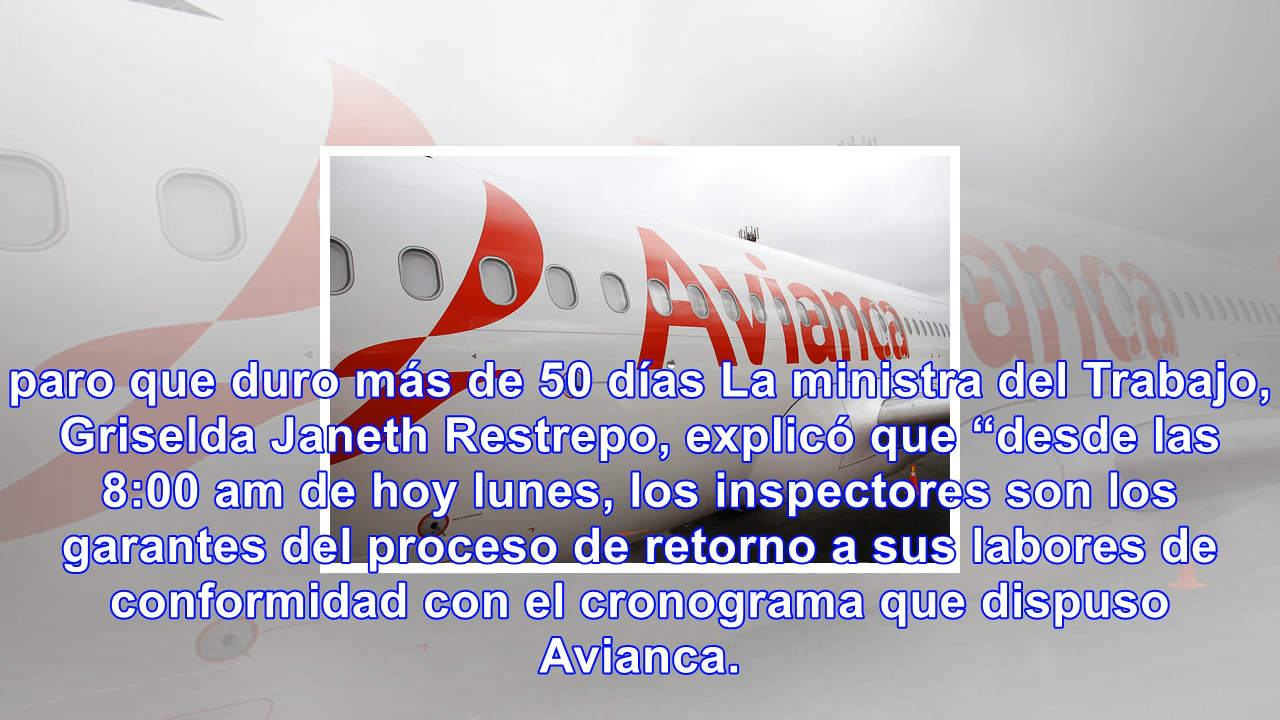 Avianca
paro que duro más de 50 días La ministra del Trabajo,
Griselda Janeth Restrepo, explicó que “desde las
8:00 am de hoy lunes, los inspectores son los
garantes del proceso de retorno a sus labores de
conformidad con el cronograma que dispuso
Avianca.